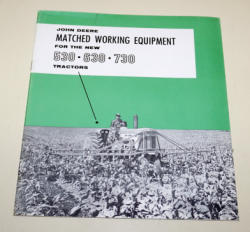 JOHN DEERE
MATCHED WORKING EQUIPMENT
FOR THE NEW
530 · 630 · 730
TRACTORS